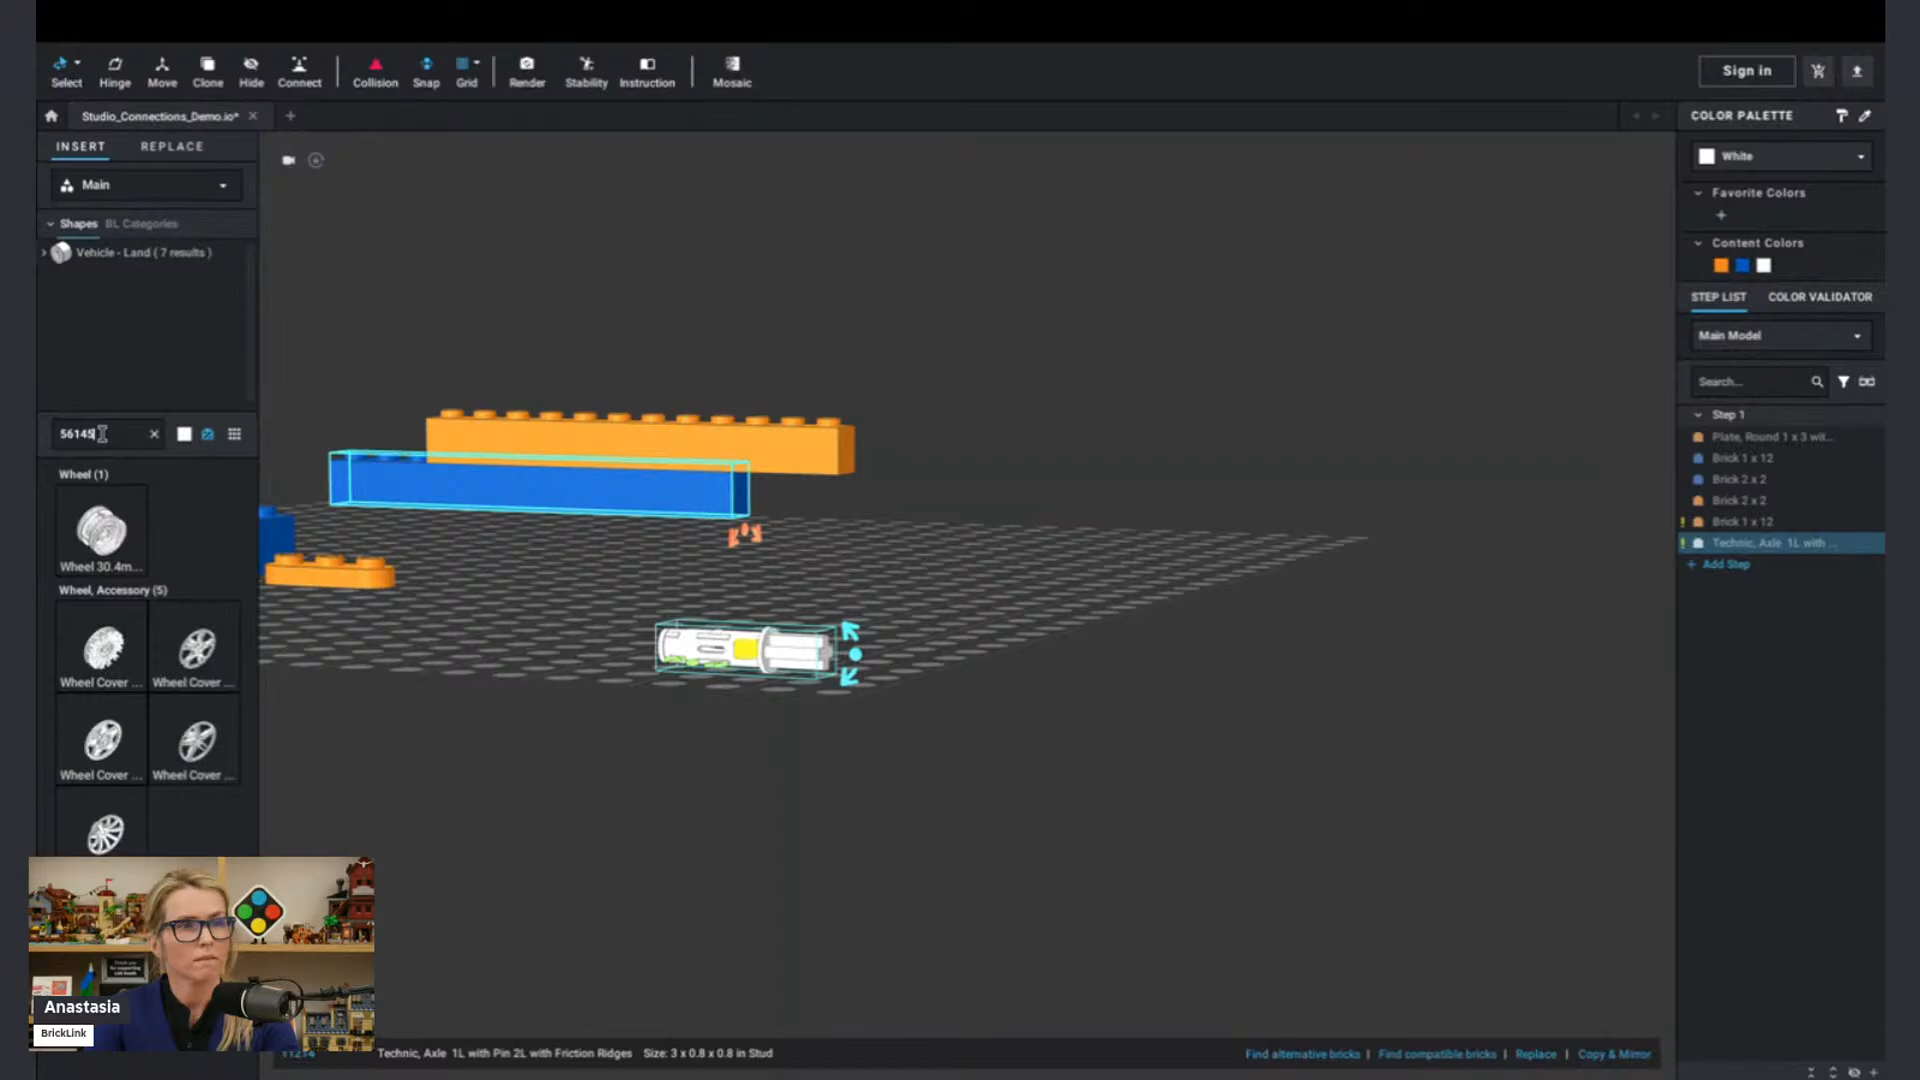 Select
Hinge
Move
Clone
Hide
Connect
Collision
Snap
Grid
Render
Stability
Instruction
Mosaic
Sign in
Studio_Connections_Demo.io*
COLOR PALETTE
INSERT REPLACE
White
Main
Favorite Colors
Shapes BL Categories
Vehicle - Land ( 7 results )
Content Colors
STEP LIST COLOR VALIDATOR
Main Model
Search...
Step 1
56145
Plate, Round 1 x 3 wit...
Brick 1 x 12
Brick 2 x 2
Brick 2 x 2
Brick 1 x 12
Technic, Axle 1L with ...
+ Add Step
Wheel (1)
Wheel 30.4m...
Wheel, Accessory (5)
Wheel Cover ... Wheel Cover ...
Wheel Cover ... Wheel Cover ...
Thank you
for supporting
Anastasia
BrickLink
Technic, Axle 1L with Pin 2L with Friction Ridges Size: 3 x 0.8 x 0.8 in Stud
Find alternative bricks | Find compatible bricks | Replace | Copy & Mirror